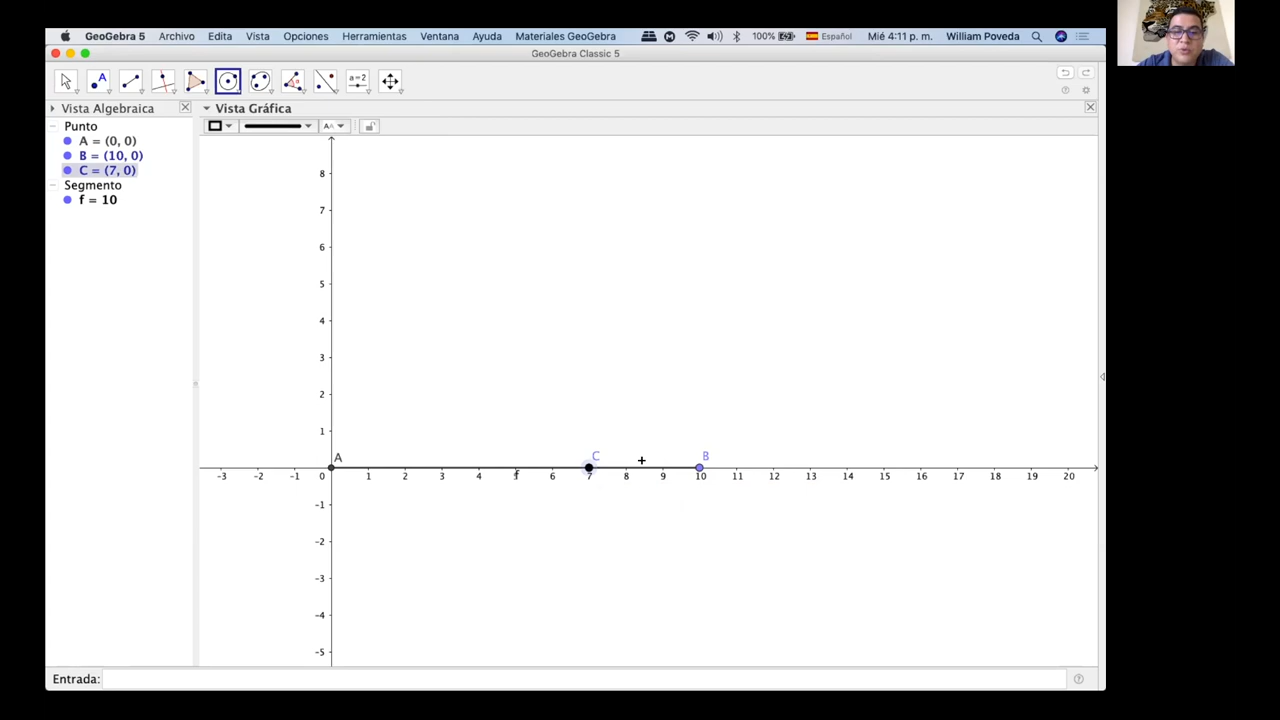 GeoGebra 5 Archivo Edita Vista Opciones Herramientas Ventana Ayuda Materiales GeoGebra 100% Español Mié 4:11 p. m. William Poveda
GeoGebra Classic 5
A α a=2
Vista Algebraica Vista Gráfica
Punto AA
A = (0, 0)
B = (10, 0)
C = (7, 0)
Segmento
f = 10
8
7
6
5
4
3
2
1
A C B
-3 -2 -1 0 1 2 3 4 5 f 6 7 8 9 10 11 12 13 14 15 16 17 18 19 20
-1
-2
-3
-4
-5
Entrada: